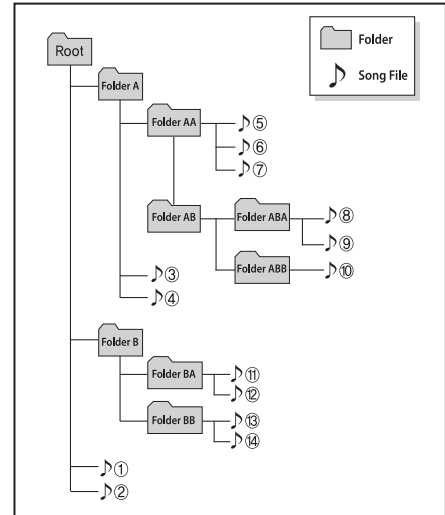 Root
Folder
Song File
Folder A
Folder AA
⑤
⑥
⑦
Folder AB
Folder ABA
⑧
⑨
Folder ABB
⑩
③
④
Folder B
Folder BA
⑪
⑫
Folder BB
⑬
⑭
①
②